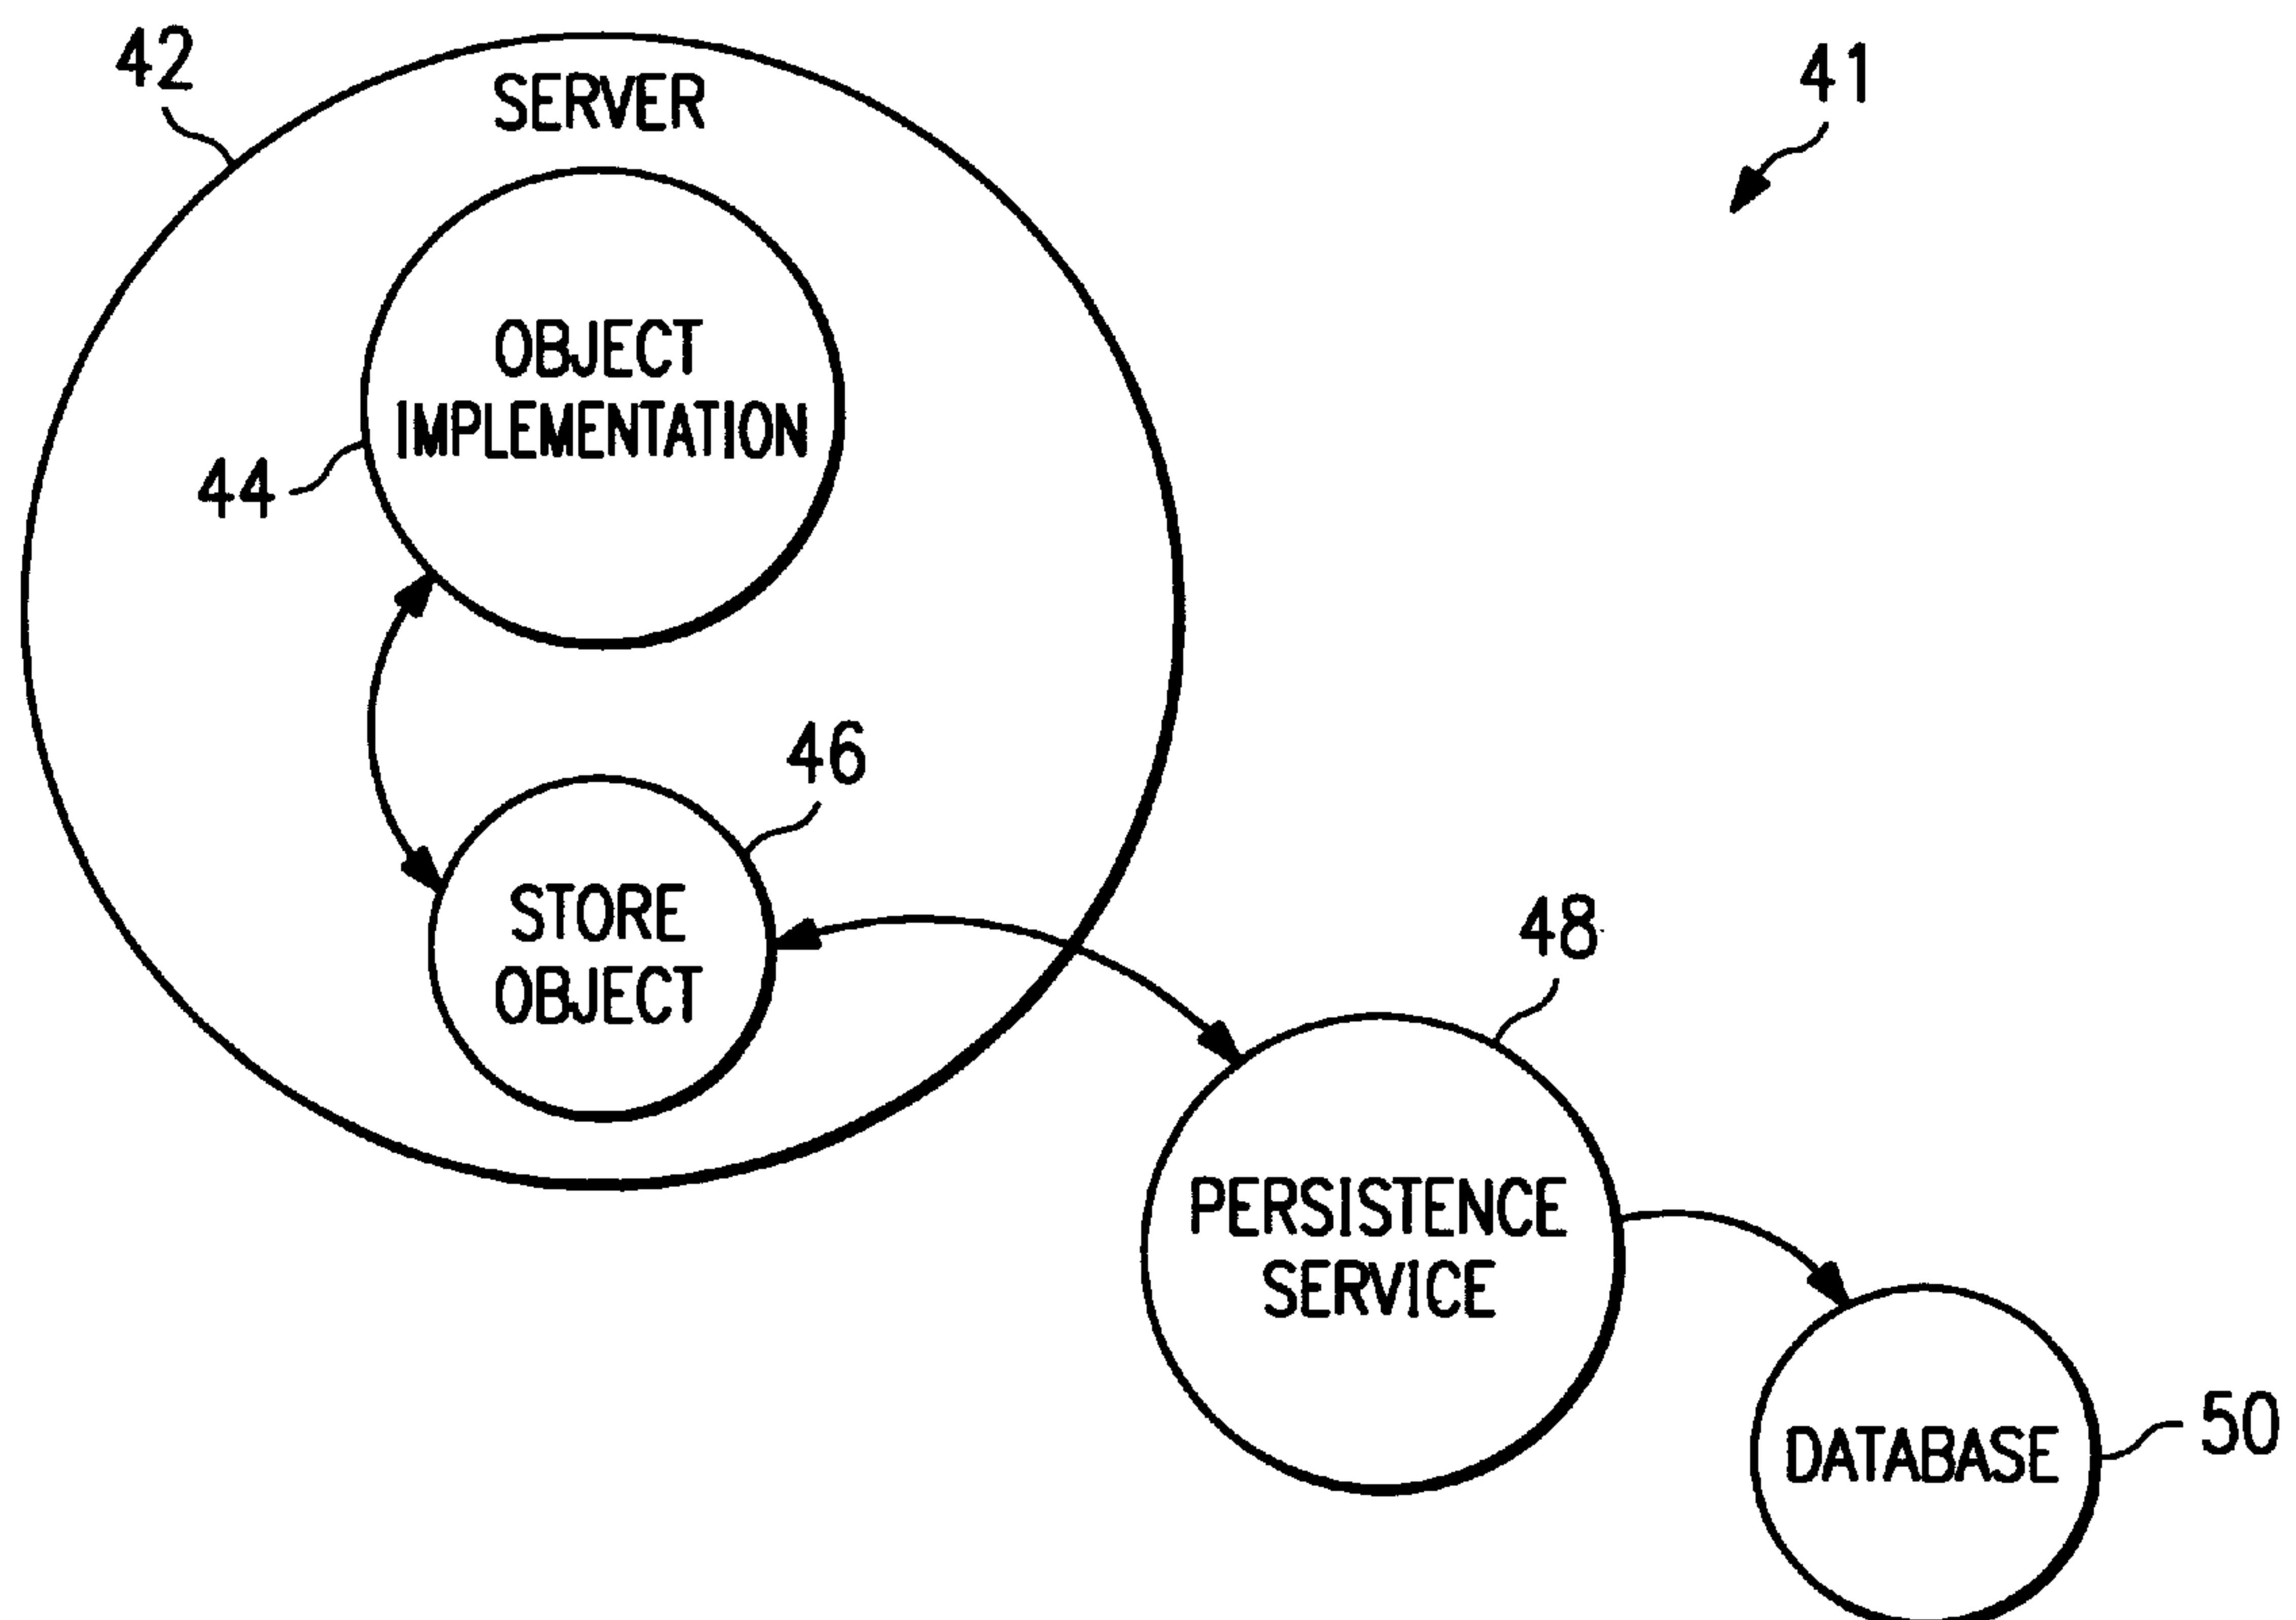 42
SERVER
41
OBJECT
IMPLEMENTATION
44
46
STORE
OBJECT
48
PERSISTENCE
SERVICE
DATABASE
50